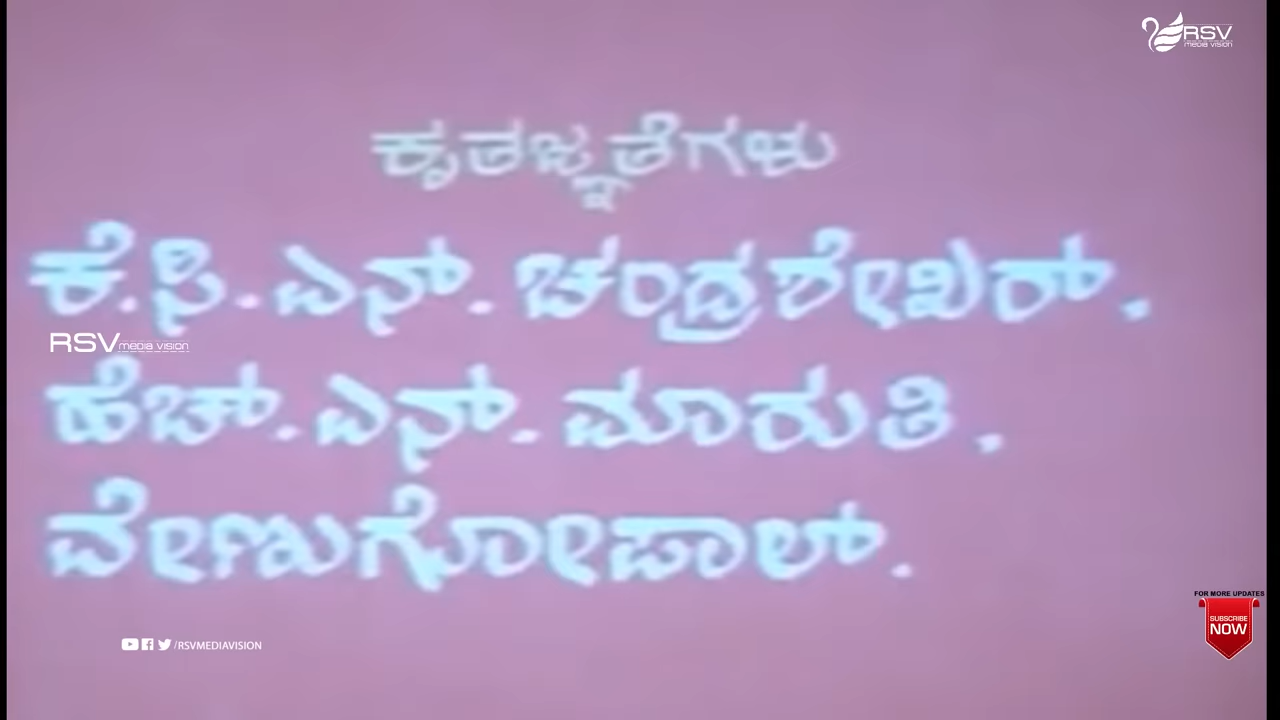 RSV
media vision
ಕೃತಜ್ಞತೆಗಳು
ಕೆ.ಸಿ.ಎನ್. ಚಂದ್ರಶೇಖರ್.
RSV media vision
ಹೆಚ್.ಎನ್. ಮಾರುತಿ.
ವೇಣುಗೋಪಾಲ್.
FOR MORE UPDATES
SUBSCRIBE
NOW
/RSVMEDIAVISION